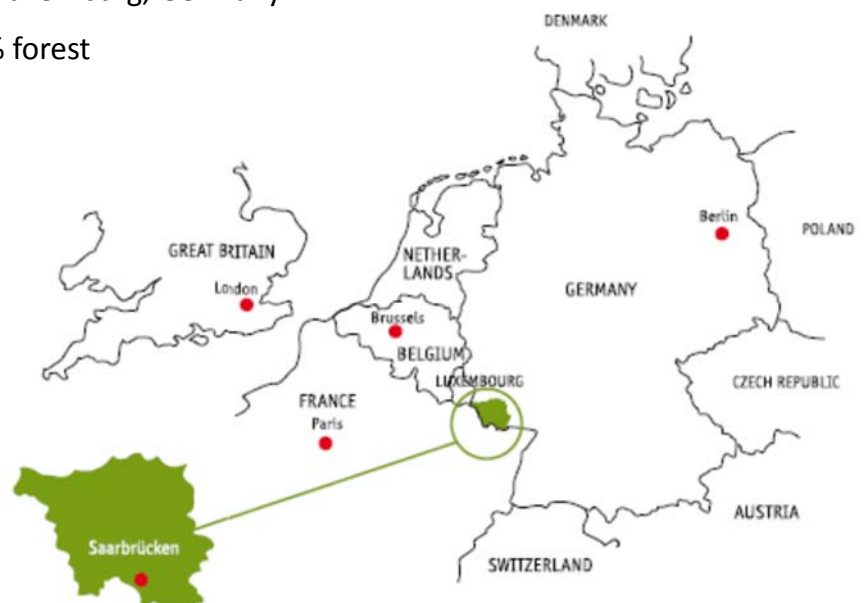 Germany
% forest
DENMARK
GREAT BRITAIN
London
NETHER-
LANDS
Berlin
POLAND
GERMANY
Brussels
BELGIUM
LUXEMBOURG
CZECH REPUBLIC
FRANCE
Paris
AUSTRIA
SWITZERLAND
Saarbrücken